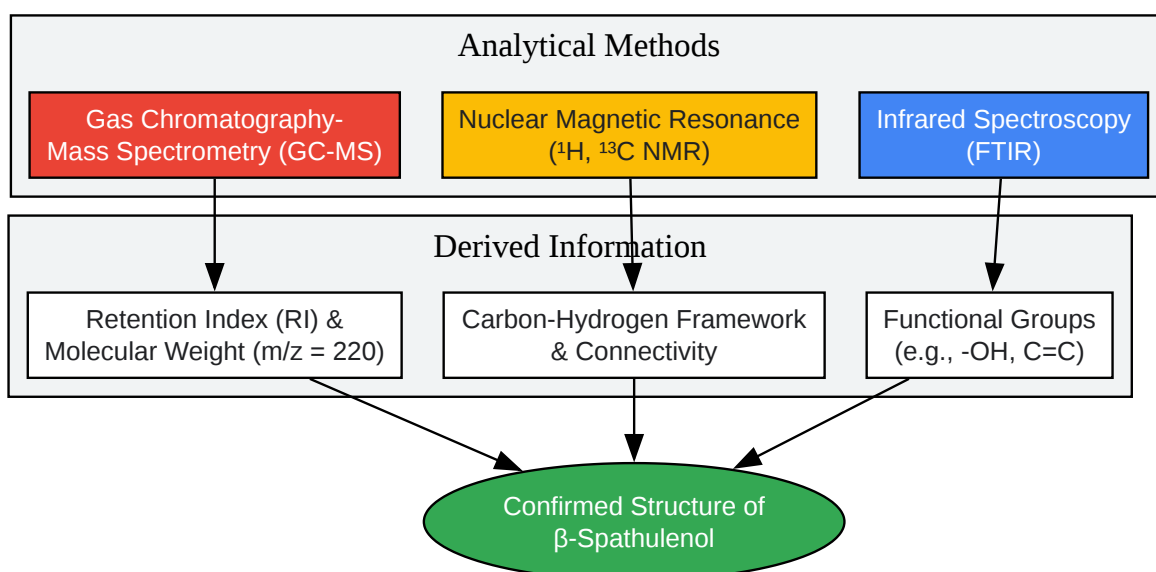 Analytical Methods
Gas Chromatography-
Mass Spectrometry (GC-MS)
Nuclear Magnetic Resonance
(¹H, ¹³C NMR)
Infrared Spectroscopy
(FTIR)
Derived Information
Retention Index (RI) &
Molecular Weight (m/z = 220)
Carbon-Hydrogen Framework
& Connectivity
Functional Groups
(e.g., -OH, C=C)
Confirmed Structure of
β-Spathulenol